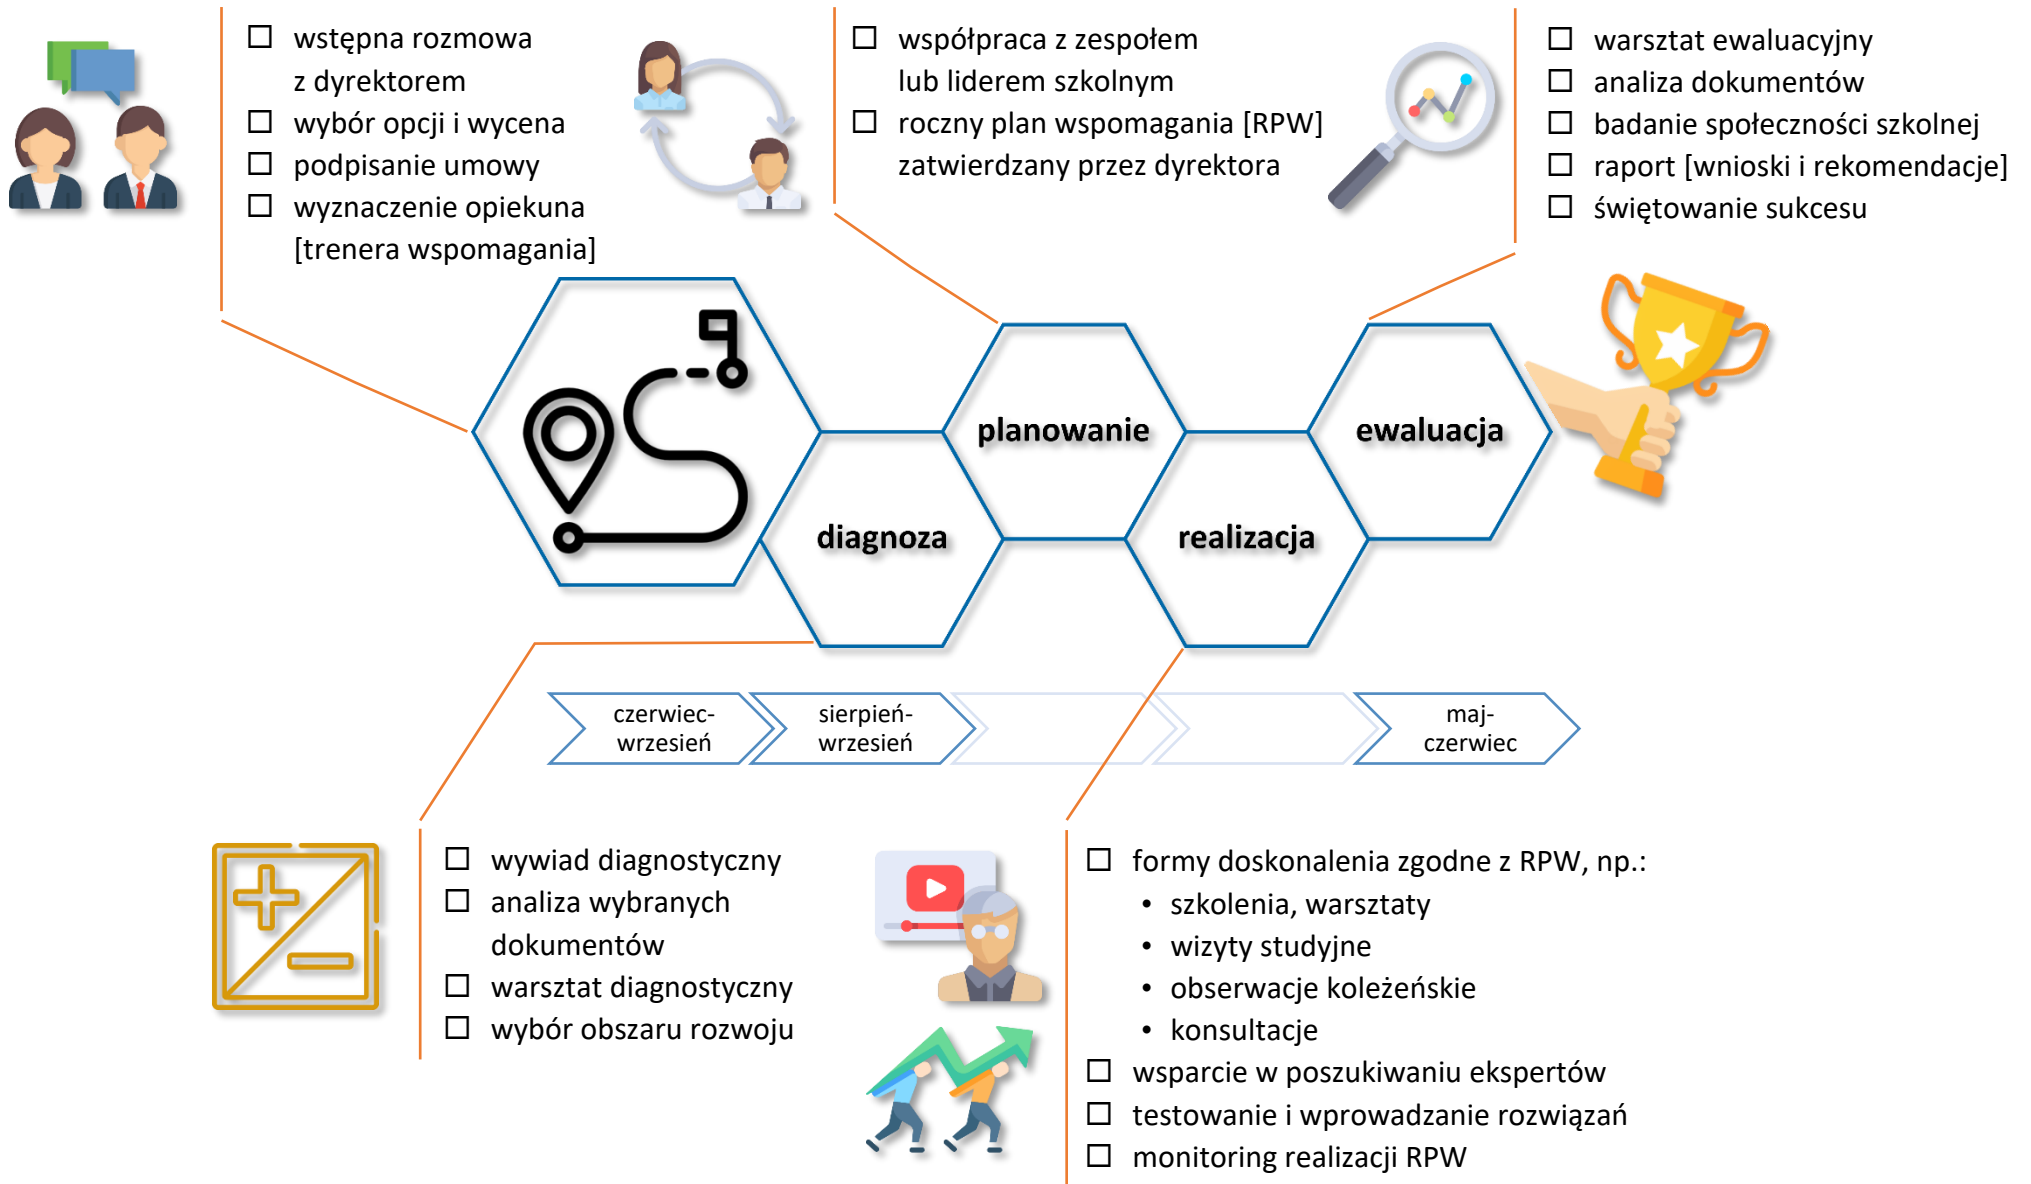 ☐ wstępna rozmowa
z dyrektorem
☐ wybór opcji i wycena
☐ podpisanie umowy
☐ wyznaczenie opiekuna
[trenera wspomagania]
☐ współpraca z zespołem
lub liderem szkolnym
☐ roczny plan wspomagania [RPW]
zatwierdzany przez dyrektora
☐ warsztat ewaluacyjny
☐ analiza dokumentów
☐ badanie społeczności szkolnej
☐ raport [wnioski i rekomendacje]
☐ świętowanie sukcesu
diagnoza
planowanie
realizacja
ewaluacja
czerwiec-
wrzesień
sierpień-
wrzesień
maj-
czerwiec
☐ wywiad diagnostyczny
☐ analiza wybranych
dokumentów
☐ warsztat diagnostyczny
☐ wybór obszaru rozwoju
☐ formy doskonalenia zgodne z RPW, np.:
• szkolenia, warsztaty
• wizyty studyjne
• obserwacje koleżeńskie
• konsultacje
☐ wsparcie w poszukiwaniu ekspertów
☐ testowanie i wprowadzanie rozwiązań
☐ monitoring realizacji RPW